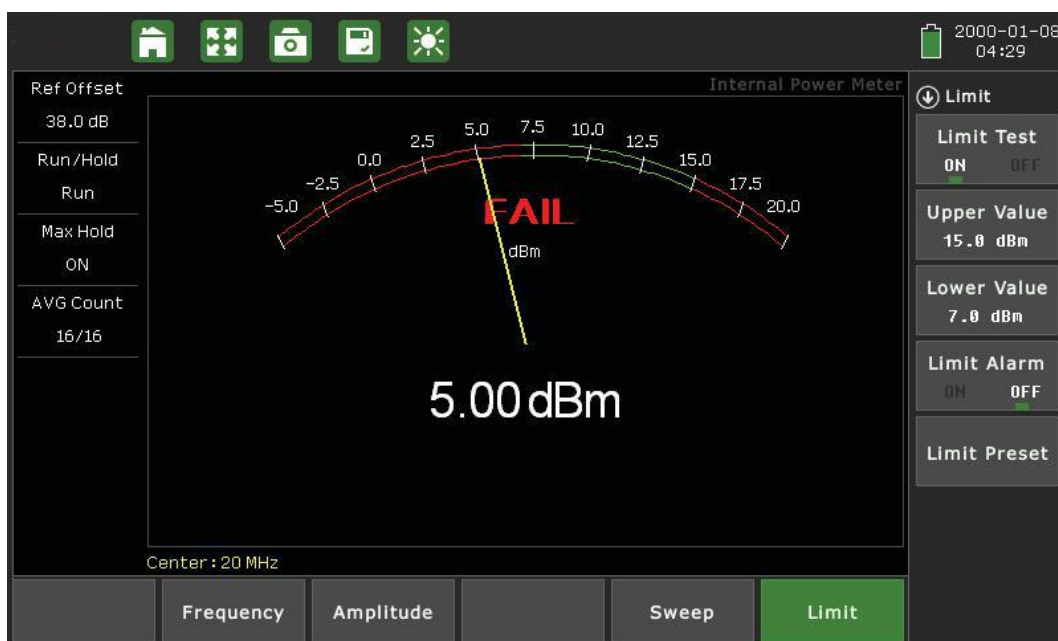 2000-01-08
04:29
Ref Offset
38.0 dB
Run/Hold
Run
Max Hold
ON
AVG Count
16/16
Internal Power Meter
-5.0
-2.5
0.0
2.5
5.0
7.5
10.0
12.5
15.0
17.5
20.0
FAIL
dBm
5.00 dBm
Center: 20 MHz
Limit
Limit Test
ON OFF
Upper Value
15.0 dBm
Lower Value
7.0 dBm
Limit Alarm
ON OFF
Limit Preset
Frequency
Amplitude
Sweep
Limit